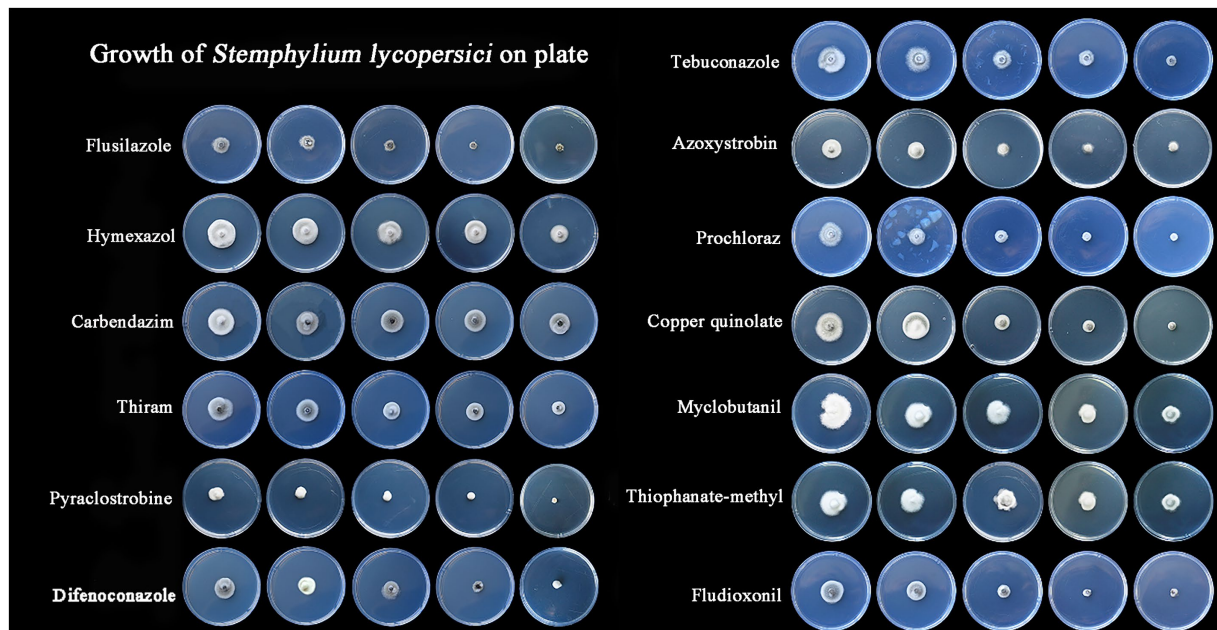 Growth of Stemphylium lycopersici on plate
Flusilazole
Hymexazol
Carbendazim
Thiram
Pyraclostrobine
Difenoconazole
Tebuconazole
Azoxystrobin
Prochloraz
Copper quinolate
Myclobutanil
Thiophanate-methyl
Fludioxonil